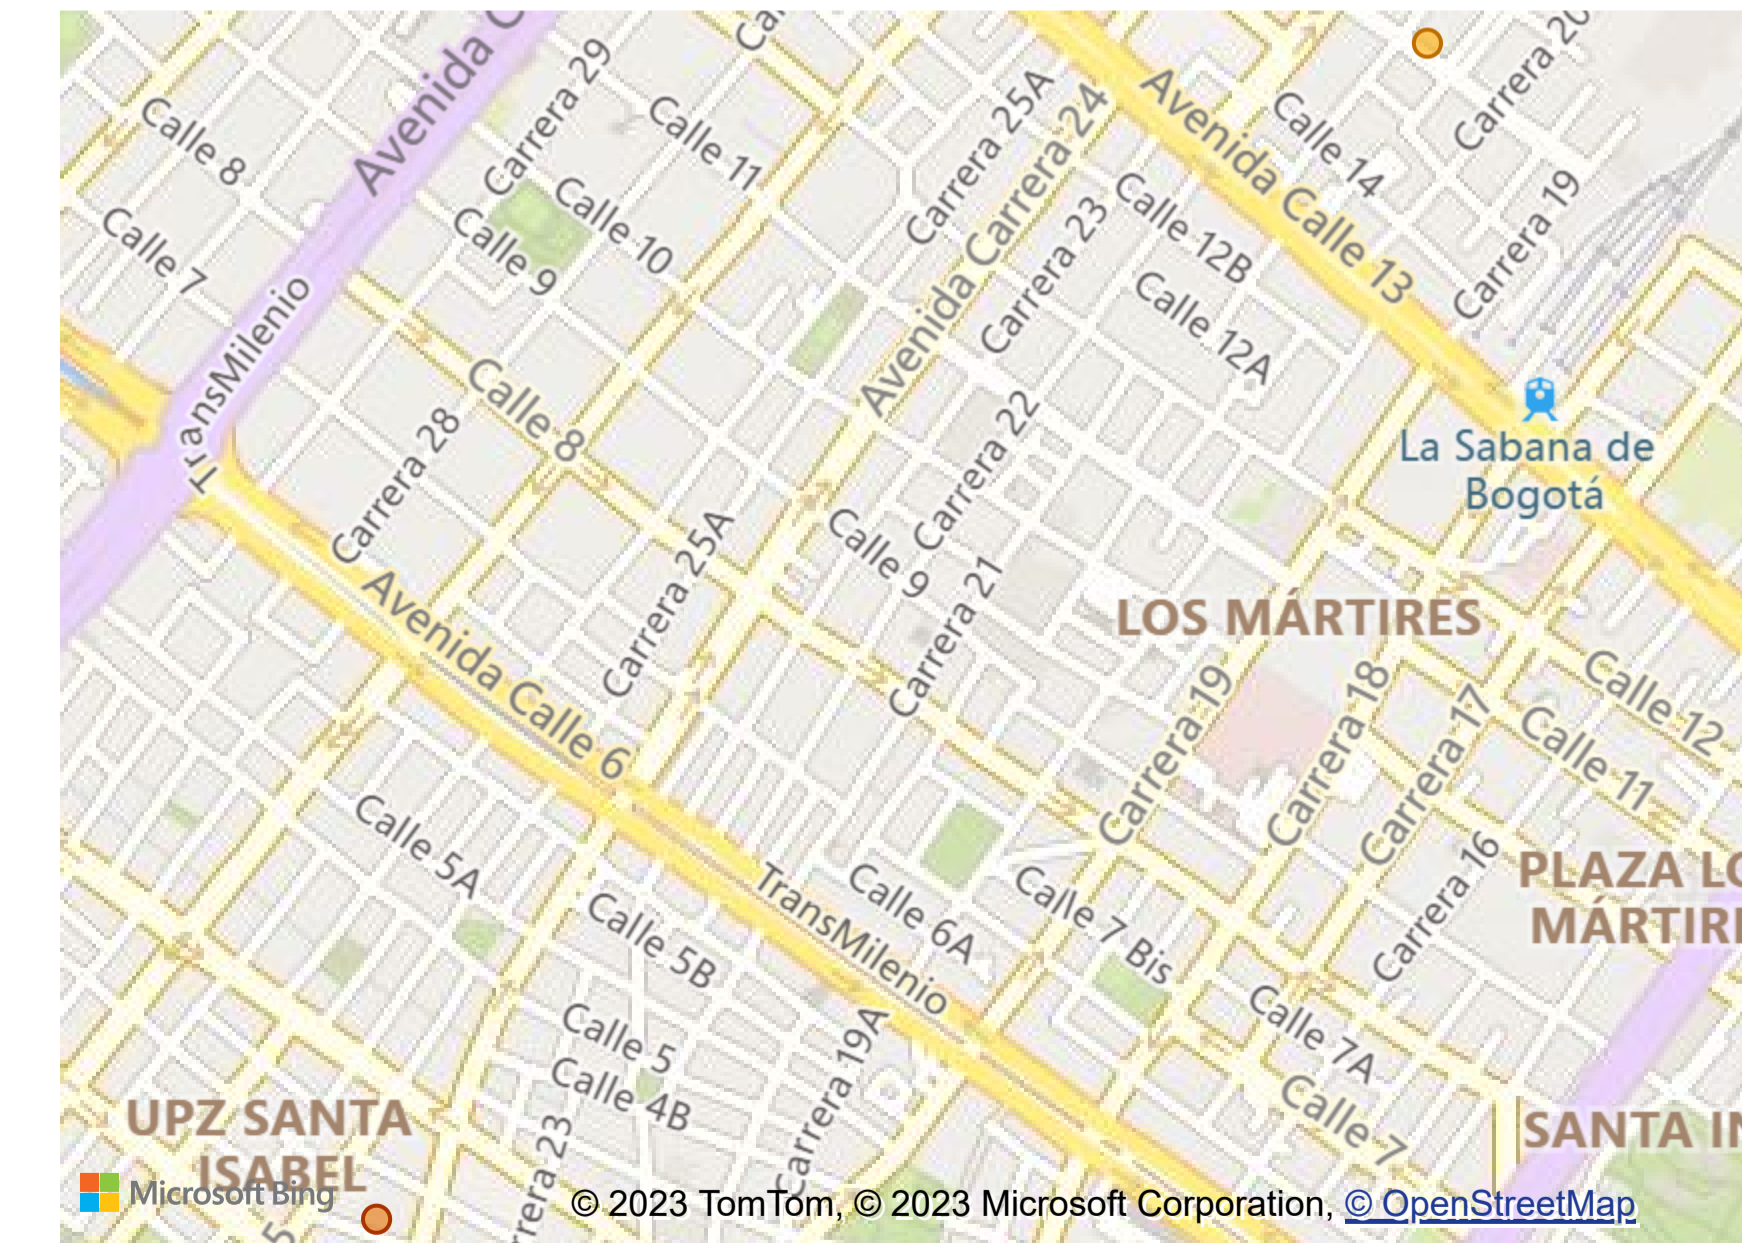 Avenida C
Carrera 29
Carrera 20
Calle 8
Calle 11
Carrera 25A
Avenida Calle 13
Calle 14
Calle 7
Calle 9
Calle 10
Avenida Carrera 24
Carrera 23
Calle 12B
Carrera 19
TransMilenio
Calle 12A
Calle 8
Carrera 28
Carrera 22
La Sabana de
Bogotá
Carrera 25A
Calle 9
Carrera 21
LOS MÁRTIRES
Avenida Calle 6
Carrera 19
Carrera 18
Carrera 17
Calle 12
Calle 11
Calle 5A
Carrera 16
PLAZA LO
MÁRTIRE
TransMilenio
Calle 6A
Calle 7 Bis
Calle 5B
Calle 5
Calle 4B
Carrera 19A
Calle 7A
Calle 7
UPZ SANTA
ISABEL
SANTA IN
rrera 23
Microsoft Bing
© 2023 TomTom, © 2023 Microsoft Corporation, © OpenStreetMap